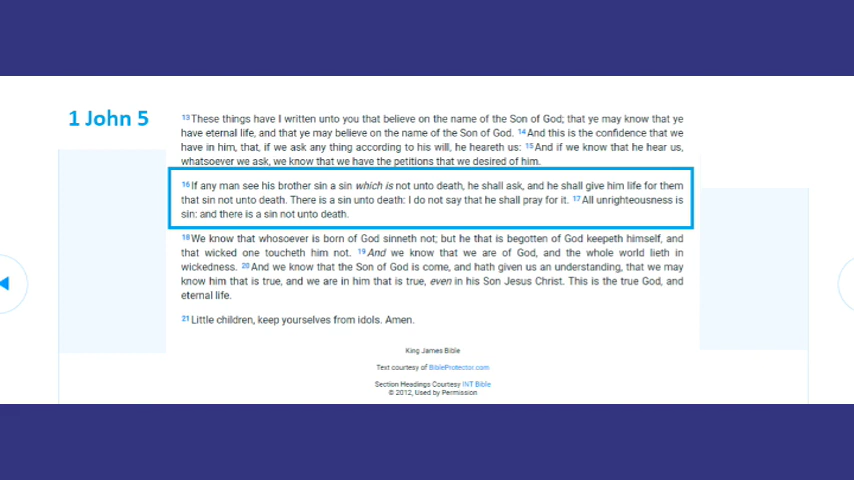 1 John 5
13 These things have I written unto you that believe on the name of the Son of God; that ye may know that ye
have eternal life, and that ye may believe on the name of the Son of God. 14 And this is the confidence that we
have in him, that, if we ask any thing according to his will, he heareth us: 15 And if we know that he hear us,
whatsoever we ask, we know that we have the petitions that we desired of him.
16 If any man see his brother sin a sin which is not unto death, he shall ask, and he shall give him life for them
that sin not unto death. There is a sin unto death: I do not say that he shall pray for it. 17 All unrighteousness is
sin: and there is a sin not unto death.
18 We know that whosoever is born of God sinneth not; but he that is begotten of God keepeth himself, and
that wicked one toucheth him not. 19 And we know that we are of God, and the whole world lieth in
wickedness. 20 And we know that the Son of God is come, and hath given us an understanding, that we may
know him that is true, and we are in him that is true, even in his Son Jesus Christ. This is the true God, and
eternal life.
21 Little children, keep yourselves from idols. Amen.
King James Bible
Text courtesy of BibleProtector.com
Section Headings Courtesy INT Bible
© 2012, Used by Permission